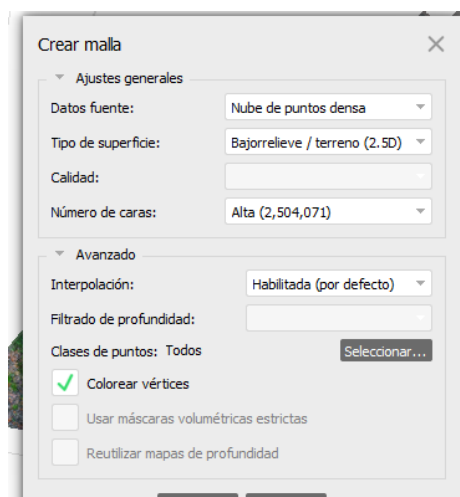 Crear malla
Ajustes generales
Datos fuente: Nube de puntos densa
Tipo de superficie: Bajorrelieve / terreno (2.5D)
Calidad:
Número de caras: Alta (2,504,071)
Avanzado
Interpolación: Habilitada (por defecto)
Filtrado de profundidad:
Clases de puntos: Todos Seleccionar...
Colorear vértices
Usar máscaras volumétricas estrictas
Reutilizar mapas de profundidad